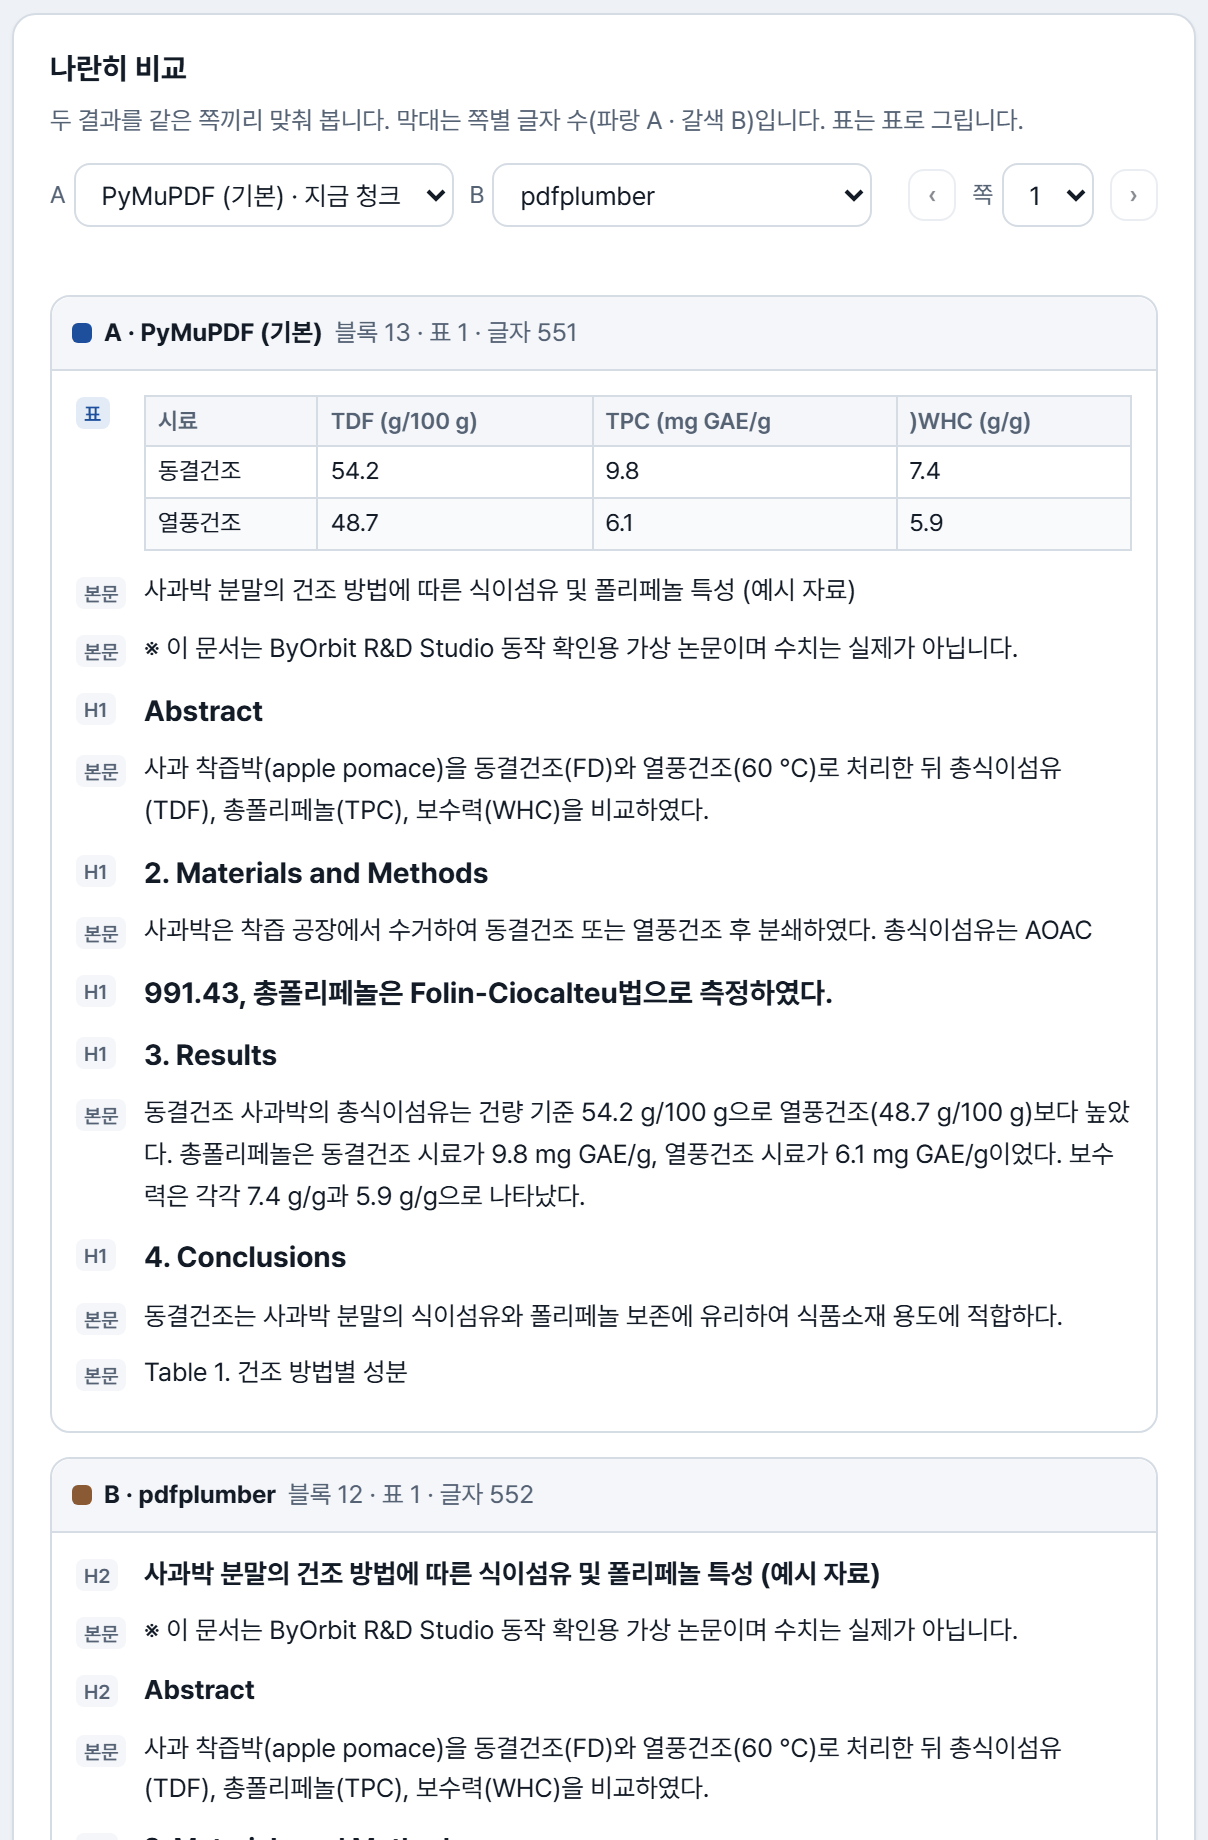 나란히 비교
두 결과를 같은 쪽끼리 맞춰 봅니다. 막대는 쪽별 글자 수(파랑 A · 갈색 B)입니다. 표는 표로 그립니다.
A PyMuPDF (기본) · 지금 청크 B pdfplumber ‹ 쪽 1 ›
A · PyMuPDF (기본) 블록 13 · 표 1 · 글자 551
표 시료 TDF (g/100 g) TPC (mg GAE/g )WHC (g/g)
동결건조 54.2 9.8 7.4
열풍건조 48.7 6.1 5.9
본문 사과박 분말의 건조 방법에 따른 식이섬유 및 폴리페놀 특성 (예시 자료)
본문 ※ 이 문서는 ByOrbit R&D Studio 동작 확인용 가상 논문이며 수치는 실제가 아닙니다.
H1 Abstract
본문 사과 착즙박(apple pomace)을 동결건조(FD)와 열풍건조(60 °C)로 처리한 뒤 총식이섬유
(TDF), 총폴리페놀(TPC), 보수력(WHC)을 비교하였다.
H1 2. Materials and Methods
본문 사과박은 착즙 공장에서 수거하여 동결건조 또는 열풍건조 후 분쇄하였다. 총식이섬유는 AOAC
H1 991.43, 총폴리페놀은 Folin-Ciocalteu법으로 측정하였다.
H1 3. Results
본문 동결건조 사과박의 총식이섬유는 건량 기준 54.2 g/100 g으로 열풍건조(48.7 g/100 g)보다 높았
다. 총폴리페놀은 동결건조 시료가 9.8 mg GAE/g, 열풍건조 시료가 6.1 mg GAE/g이었다. 보수
력은 각각 7.4 g/g과 5.9 g/g으로 나타났다.
H1 4. Conclusions
본문 동결건조는 사과박 분말의 식이섬유와 폴리페놀 보존에 유리하여 식품소재 용도에 적합하다.
본문 Table 1. 건조 방법별 성분
B · pdfplumber 블록 12 · 표 1 · 글자 552
H2 사과박 분말의 건조 방법에 따른 식이섬유 및 폴리페놀 특성 (예시 자료)
본문 ※ 이 문서는 ByOrbit R&D Studio 동작 확인용 가상 논문이며 수치는 실제가 아닙니다.
H2 Abstract
본문 사과 착즙박(apple pomace)을 동결건조(FD)와 열풍건조(60 °C)로 처리한 뒤 총식이섬유
(TDF), 총폴리페놀(TPC), 보수력(WHC)을 비교하였다.